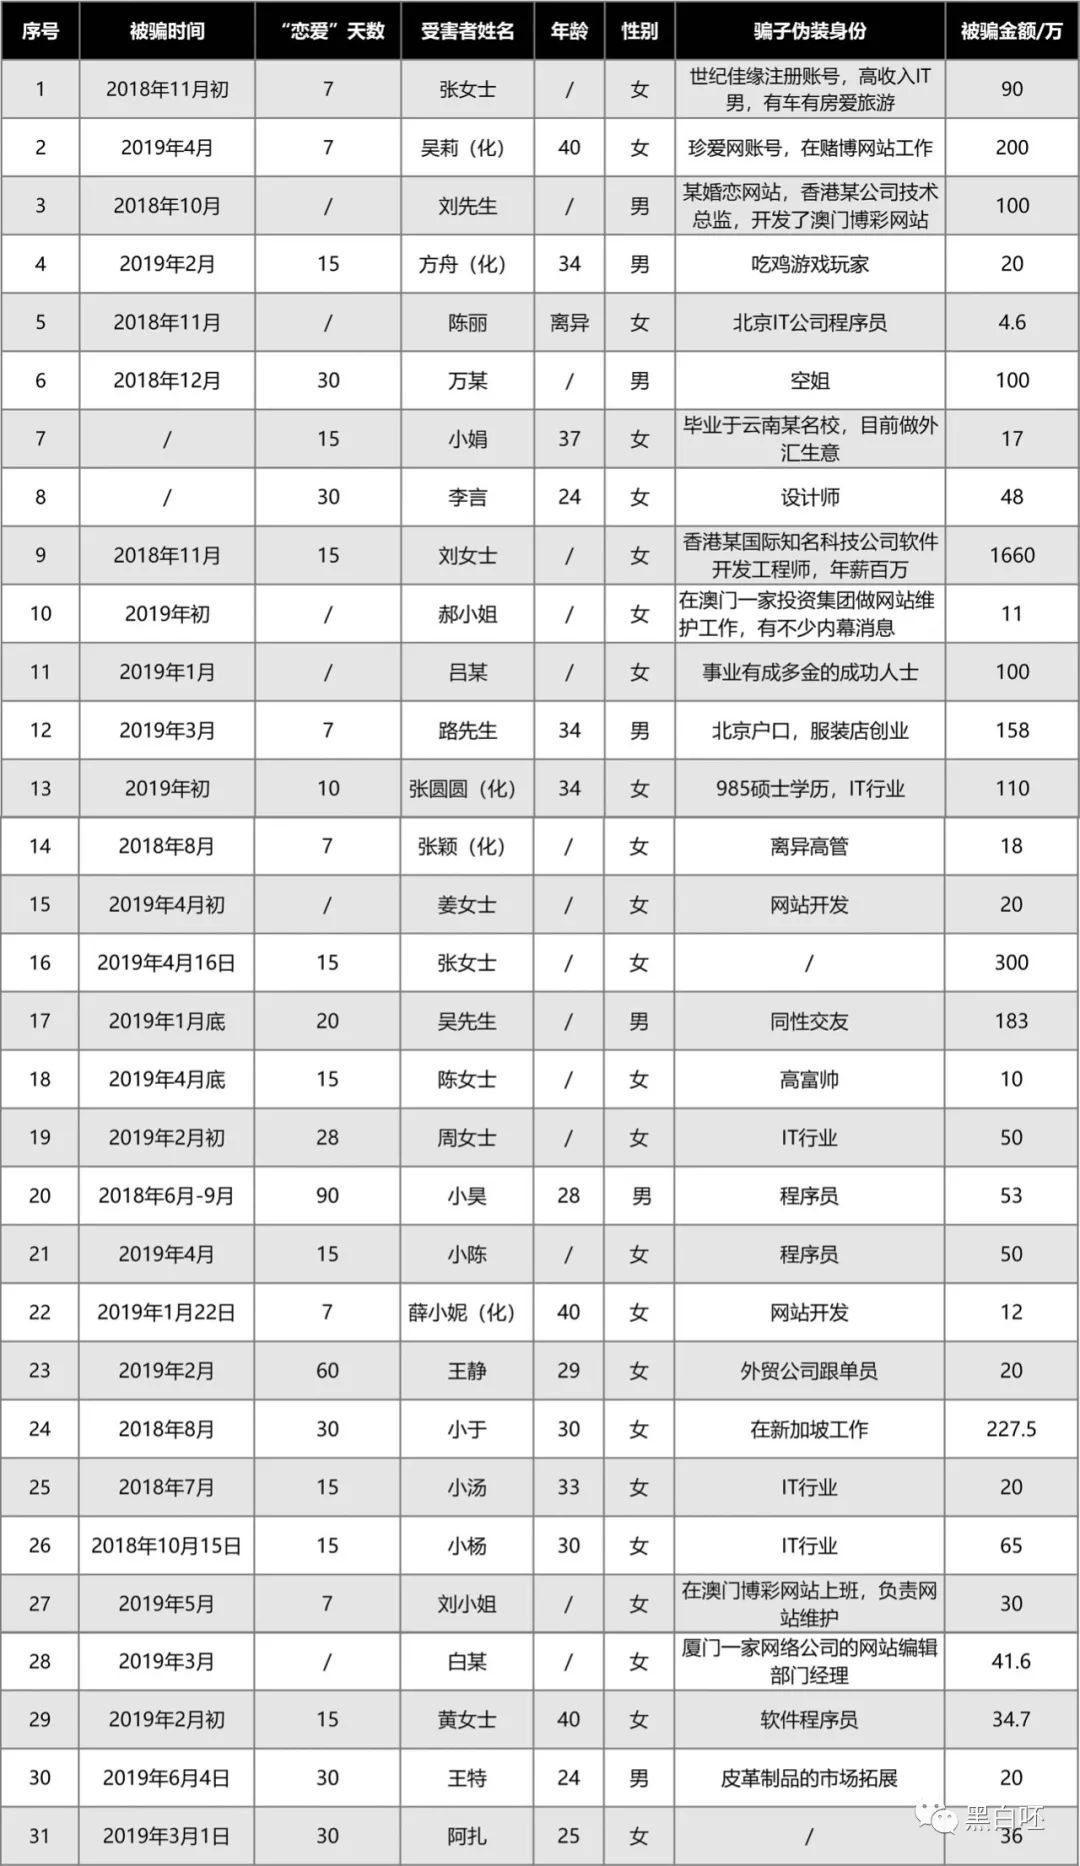 序号 被骗时间 “恋爱”天数 受害者姓名 年龄 性别 骗子伪装身份 被骗金额/万
1 2018年11月初 7 张女士 / 女 世纪佳缘注册账号，高收入IT
男，有车有房爱旅游 90
2 2019年4月 7 吴莉（化） 40 女 珍爱网账号，在赌博网站工作 200
3 2018年10月 / 刘先生 / 男 某婚恋网站，香港某公司技术
总监，开发了澳门博彩网站 100
4 2019年2月 15 方舟（化） 34 男 吃鸡游戏玩家 20
5 2018年11月 / 陈丽 离异 女 北京IT公司程序员 4.6
6 2018年12月 30 万某 / 男 空姐 100
7 / 15 小娟 37 女 毕业于云南某名校，目前做外
汇生意 17
8 / 30 李言 24 女 设计师 48
9 2018年11月 15 刘女士 / 女 香港某国际知名科技公司软件
开发工程师，年薪百万 1660
10 2019年初 / 郝小姐 / 女 在澳门一家投资集团做网站维
护工作，有不少内幕消息 11
11 2019年1月 / 吕某 / 女 事业有成多金的成功人士 100
12 2019年3月 7 路先生 34 男 北京户口，服装店创业 158
13 2019年初 10 张圆圆（化） 34 女 985硕士学历，IT行业 110
14 2018年8月 7 张颖（化） / 女 离异高管 18
15 2019年4月初 / 姜女士 / 女 网站开发 20
16 2019年4月16日 15 张女士 / 女 / 300
17 2019年1月底 20 吴先生 / 男 同性交友 183
18 2019年4月底 15 陈女士 / 女 高富帅 10
19 2019年2月初 28 周女士 / 女 IT行业 50
20 2018年6月-9月 90 小昊 28 男 程序员 53
21 2019年4月 15 小陈 / 女 程序员 50
22 2019年1月22日 7 薛小妮（化） 40 女 网站开发 12
23 2019年2月 60 王静 29 女 外贸公司跟单员 20
24 2018年8月 30 小于 30 女 在新加坡工作 227.5
25 2018年7月 15 小汤 33 女 IT行业 20
26 2018年10月15日 15 小杨 30 女 IT行业 65
27 2019年5月 7 刘小姐 / 女 在澳门博彩网站上班，负责网
站维护 30
28 2019年3月 / 白某 / 女 厦门一家网络公司的网站编辑
部门经理 41.6
29 2019年2月初 15 黄女士 40 女 软件程序员 34.7
30 2019年6月4日 30 王特 24 男 皮革制品的市场拓展 20
31 2019年3月1日 30 阿扎 25 女 / 36
黑白呸